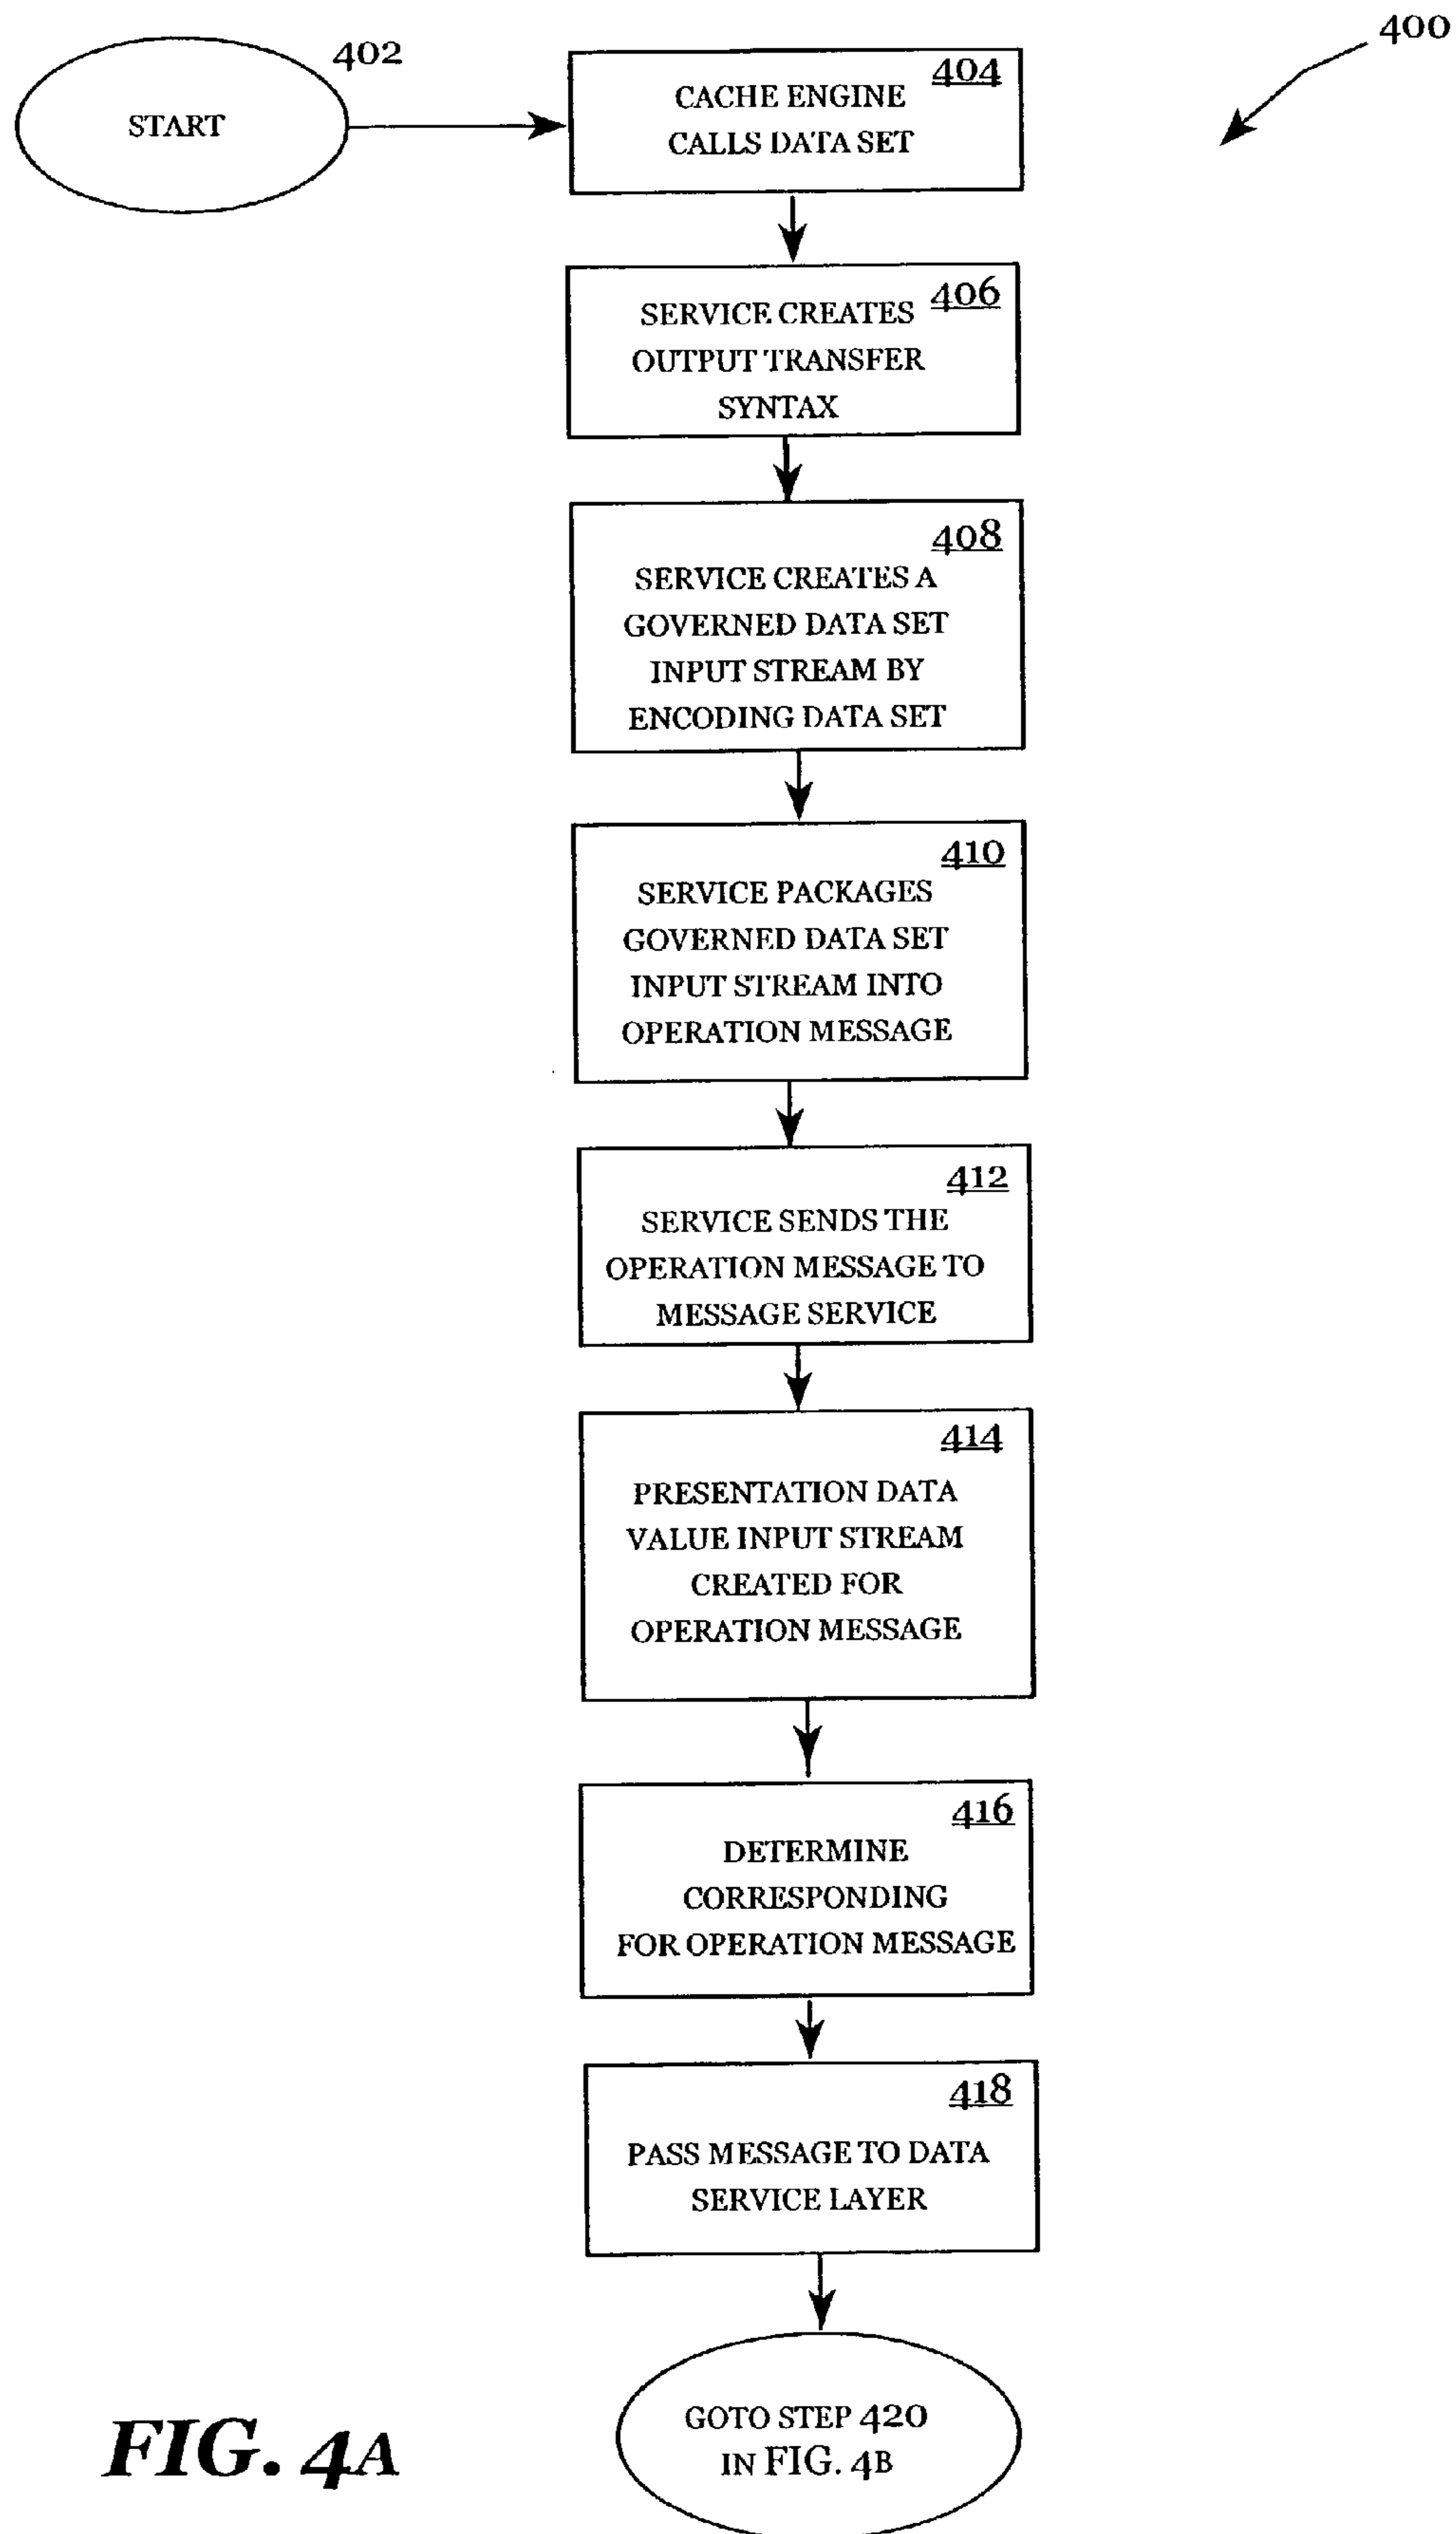 400
402
START
404
CACHE ENGINE
CALLS DATA SET
406
SERVICE CREATES
OUTPUT TRANSFER
SYNTAX
408
SERVICE CREATES A
GOVERNED DATA SET
INPUT STREAM BY
ENCODING DATA SET
410
SERVICE PACKAGES
GOVERNED DATA SET
INPUT STREAM INTO
OPERATION MESSAGE
412
SERVICE SENDS THE
OPERATION MESSAGE TO
MESSAGE SERVICE
414
PRESENTATION DATA
VALUE INPUT STREAM
CREATED FOR
OPERATION MESSAGE
416
DETERMINE
CORRESPONDING
FOR OPERATION MESSAGE
418
PASS MESSAGE TO DATA
SERVICE LAYER
GOTO STEP 420
IN FIG. 4B
FIG. 4A